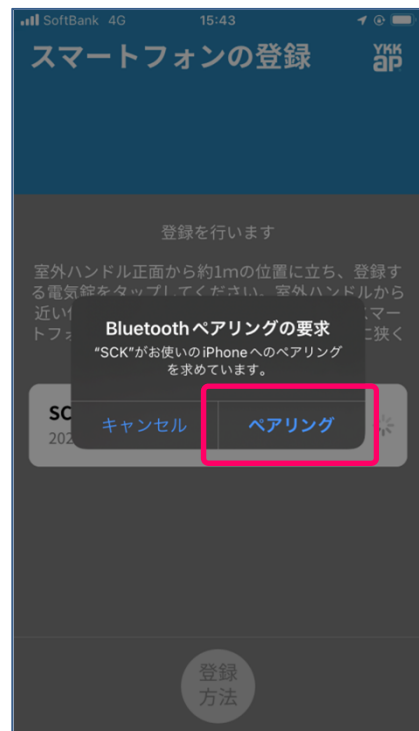 SoftBank 4G 15:43
スマートフォンの登録
YKK
ap
登録を行います
室外ハンドル正面から約1mの位置に立ち、登録す
る電気錠をタップしてください。室外ハンドルから
近い
トフォ
マー
に狭く
Bluetoothペアリングの要求
“SCK”がお使いのiPhoneへのペアリング
を求めています。
SC
202
キャンセル ペアリング
登録
方法